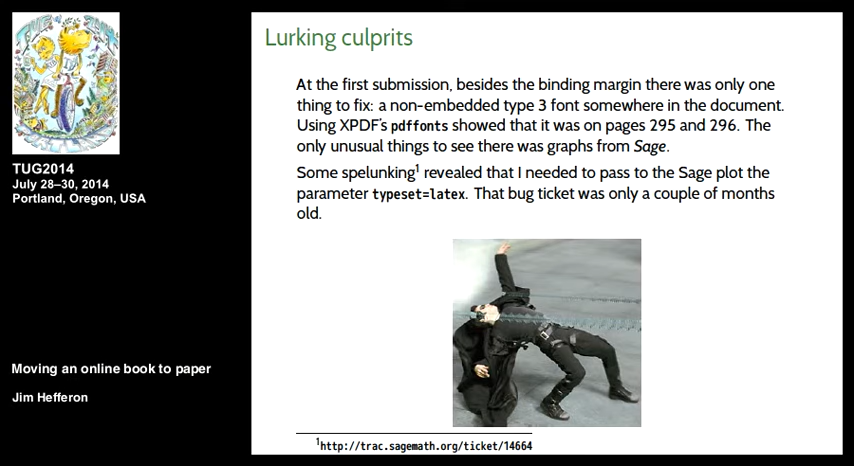 TUG2014
July 28–30, 2014
Portland, Oregon, USA
Moving an online book to paper
Jim Hefferon
Lurking culprits
At the first submission, besides the binding margin there was only one
thing to fix: a non-embedded type 3 font somewhere in the document.
Using XPDF's pdffonts showed that it was on pages 295 and 296. The
only unusual things to see there was graphs from Sage.
Some spelunking1 revealed that I needed to pass to the Sage plot the
parameter typeset=latex. That bug ticket was only a couple of months
old.
1http://trac.sagemath.org/ticket/14664